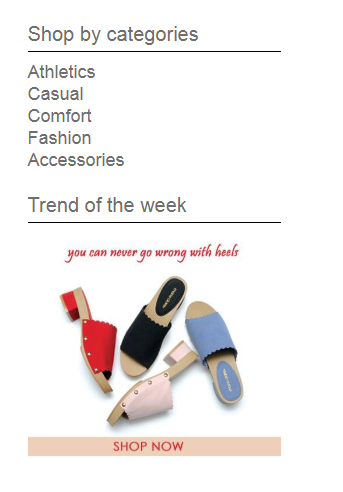 Shop by categories
Athletics
Casual
Comfort
Fashion
Accessories
Trend of the week
you can never go wrong with heels
SHOP NOW